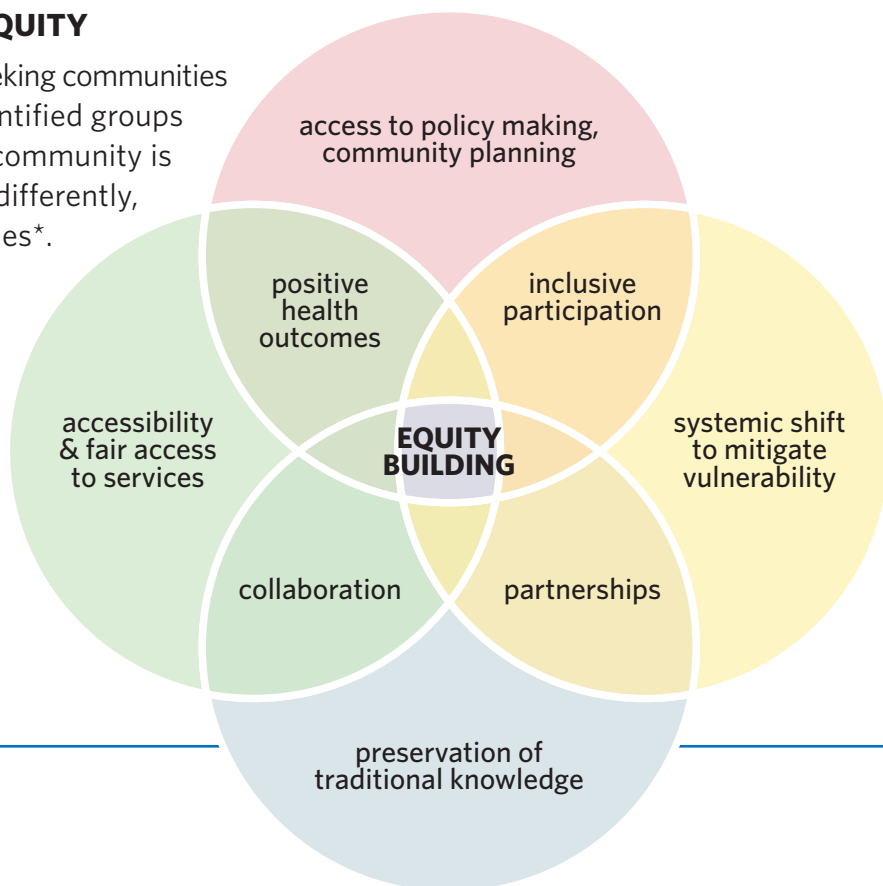 QUITY
eking communities
ntified groups
community is
differently,
es*.
access to policy making,
community planning
positive
health
outcomes
inclusive
participation
accessibility
& fair access
to services
EQUITY
BUILDING
systemic shift
to mitigate
vulnerability
collaboration
partnerships
preservation of
traditional knowledge